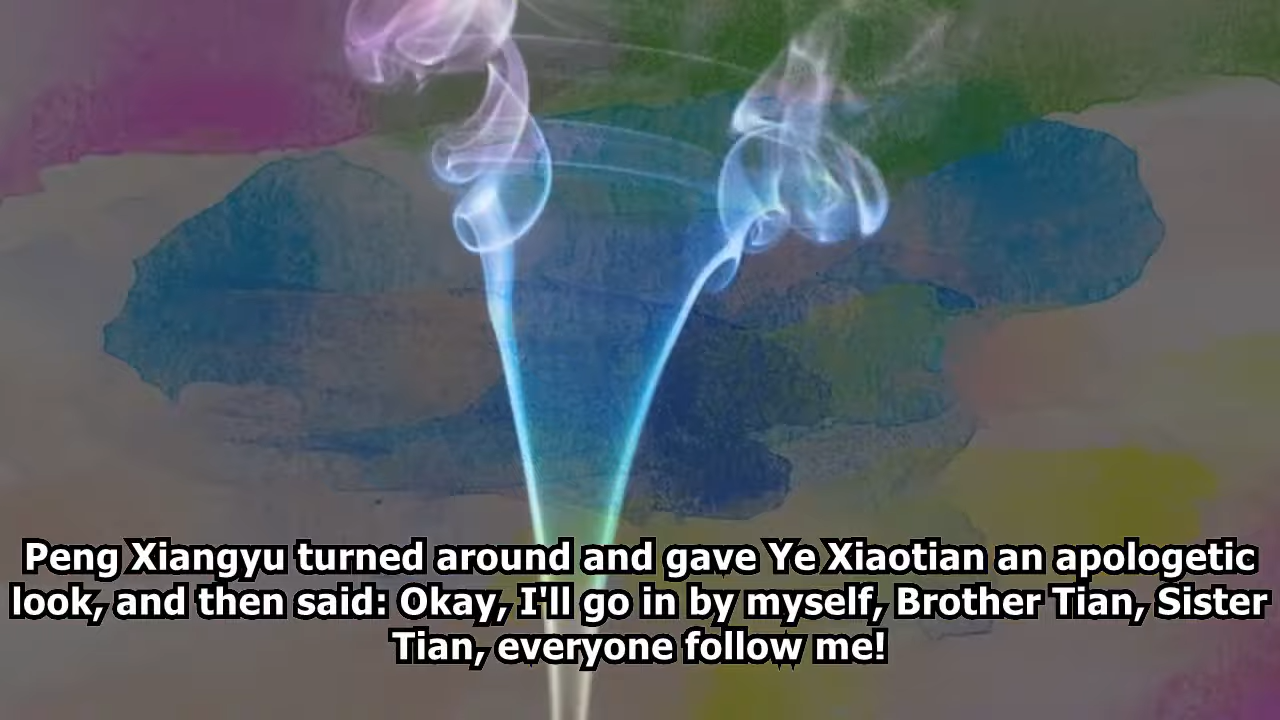 Peng Xiangyu turned around and gave Ye Xiaotian an apologetic
look, and then said: Okay, I'll go in by myself, Brother Tian, Sister
Tian, everyone follow me!